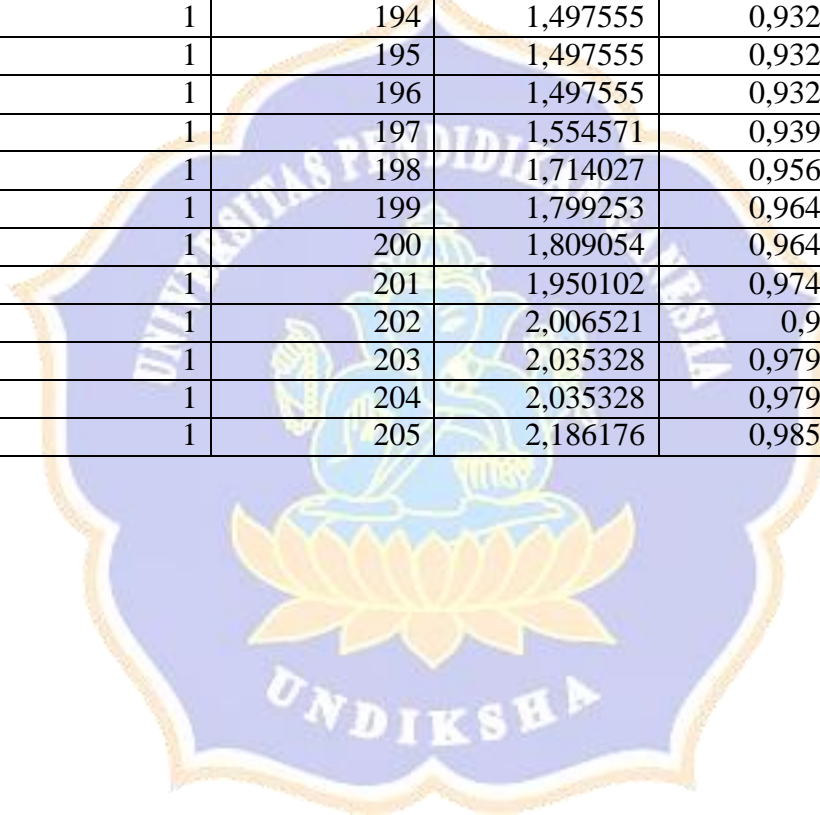 1 194 1,497555 0,932
1 195 1,497555 0,932
1 196 1,497555 0,932
1 197 1,554571 0,939
1 198 1,714027 0,956
1 199 1,799253 0,964
1 200 1,809054 0,964
1 201 1,950102 0,974
1 202 2,006521 0,9
1 203 2,035328 0,979
1 204 2,035328 0,979
1 205 2,186176 0,985
UNIVERSITAS PENDIDIKAN GANESHA
UNDIKSHA